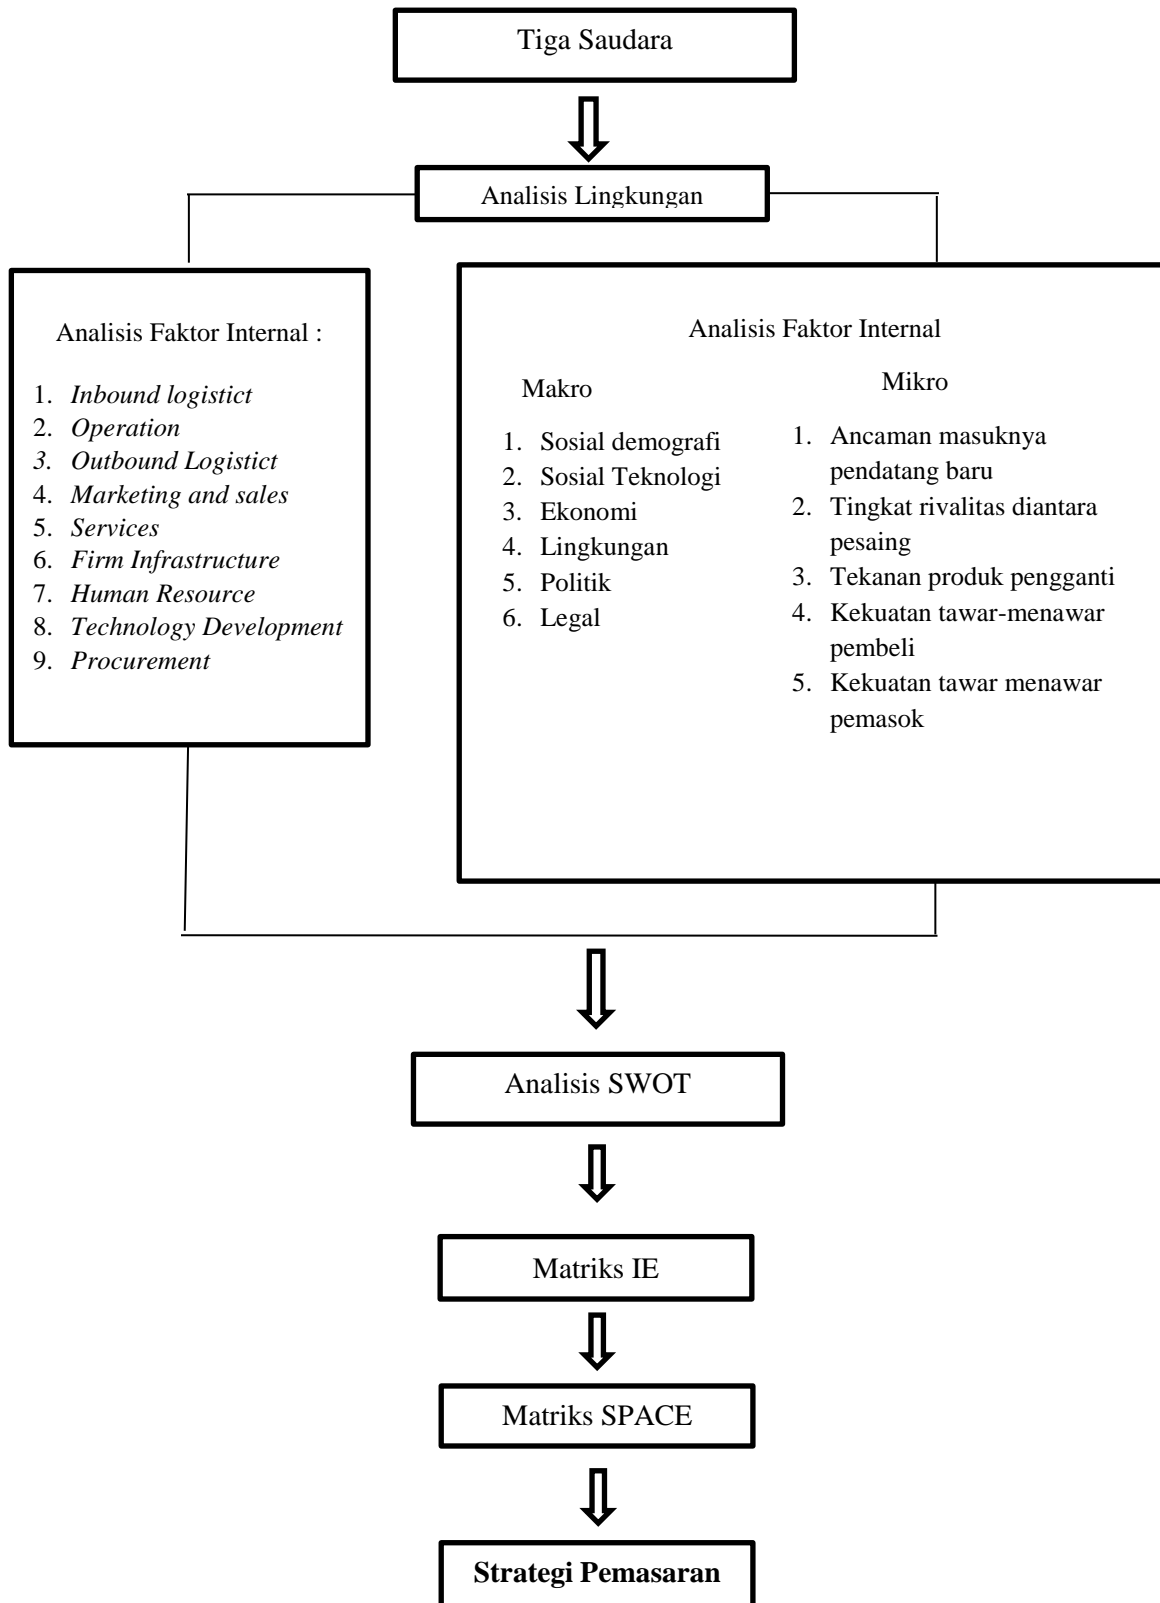 Tiga Saudara
Analisis Lingkungan
Analisis Faktor Internal :
1. Inbound logistict
2. Operation
3. Outbound Logistict
4. Marketing and sales
5. Services
6. Firm Infrastructure
7. Human Resource
8. Technology Development
9. Procurement
Analisis Faktor Internal
Makro
1. Sosial demografi
2. Sosial Teknologi
3. Ekonomi
4. Lingkungan
5. Politik
6. Legal
Mikro
1. Ancaman masuknya
pendatang baru
2. Tingkat rivalitas diantara
pesaing
3. Tekanan produk pengganti
4. Kekuatan tawar-menawar
pembeli
5. Kekuatan tawar menawar
pemasok
Analisis SWOT
Matriks IE
Matriks SPACE
Strategi Pemasaran